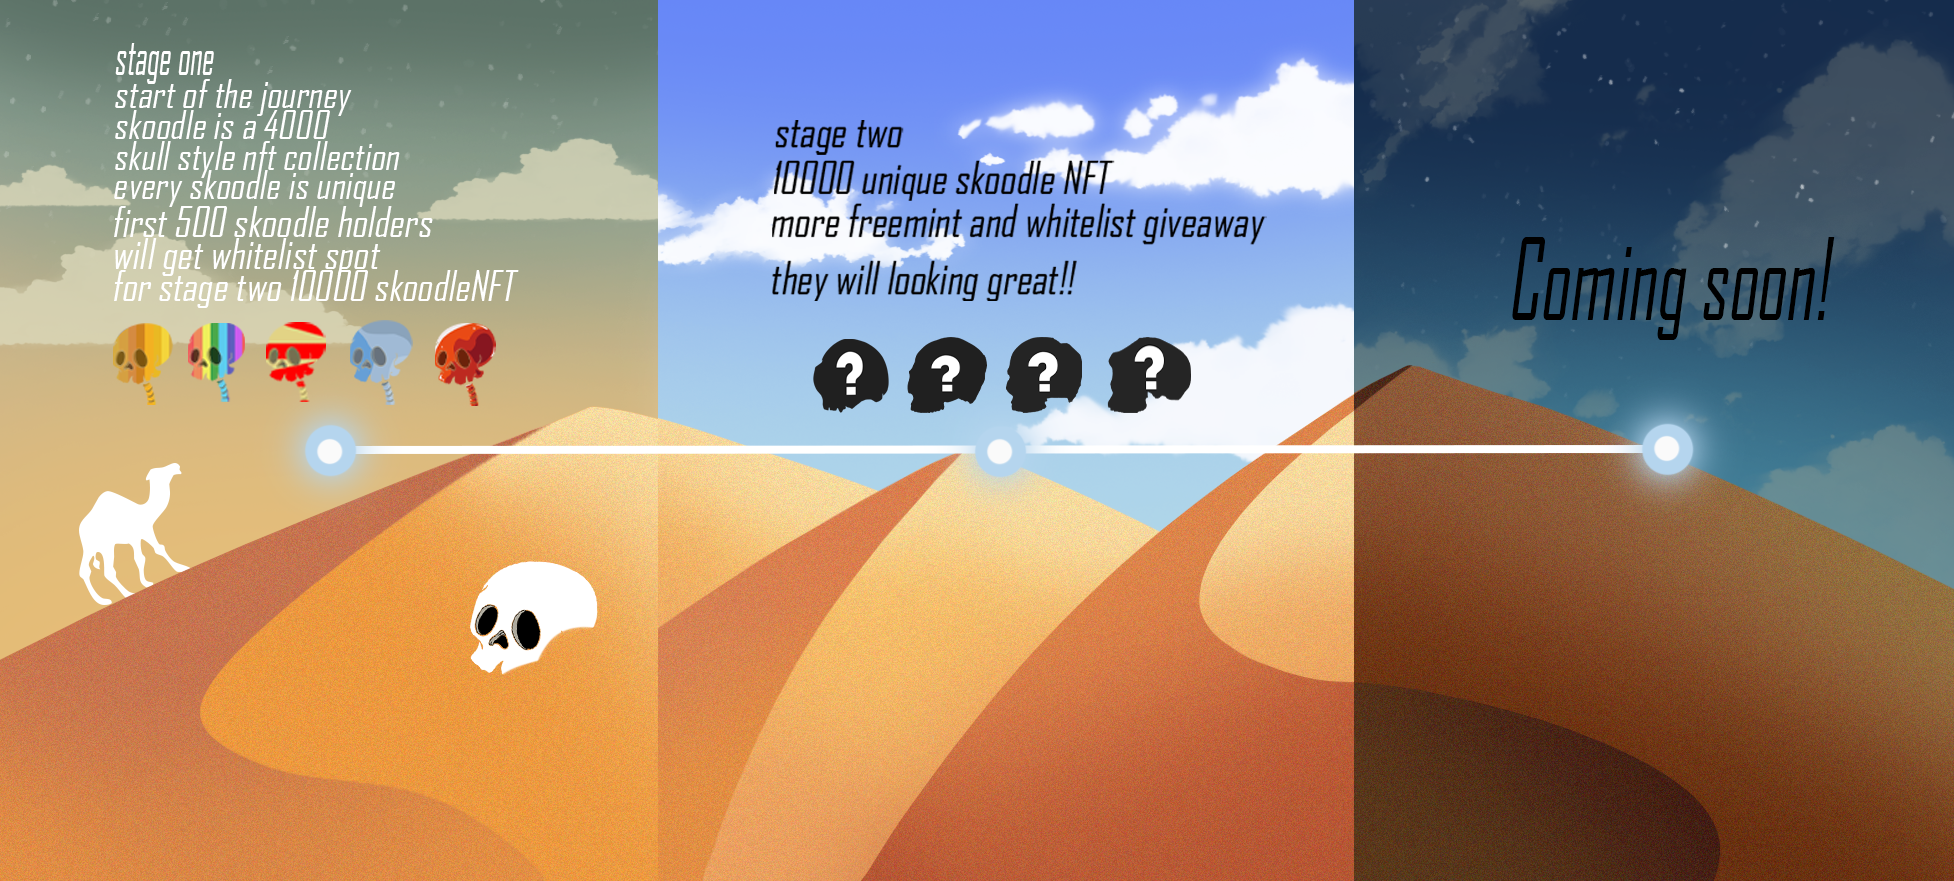 stage one
start of the journey
skoodle is a 4000
skull style nft collection
every skoodle is unique
first 500 skoodle holders
will get whitelist spot
for stage two 10000 skoodleNFT
stage two
10000 unique skoodle NFT
more freemint and whitelist giveaway
they will looking great!!
? ? ? ?
Coming soon!